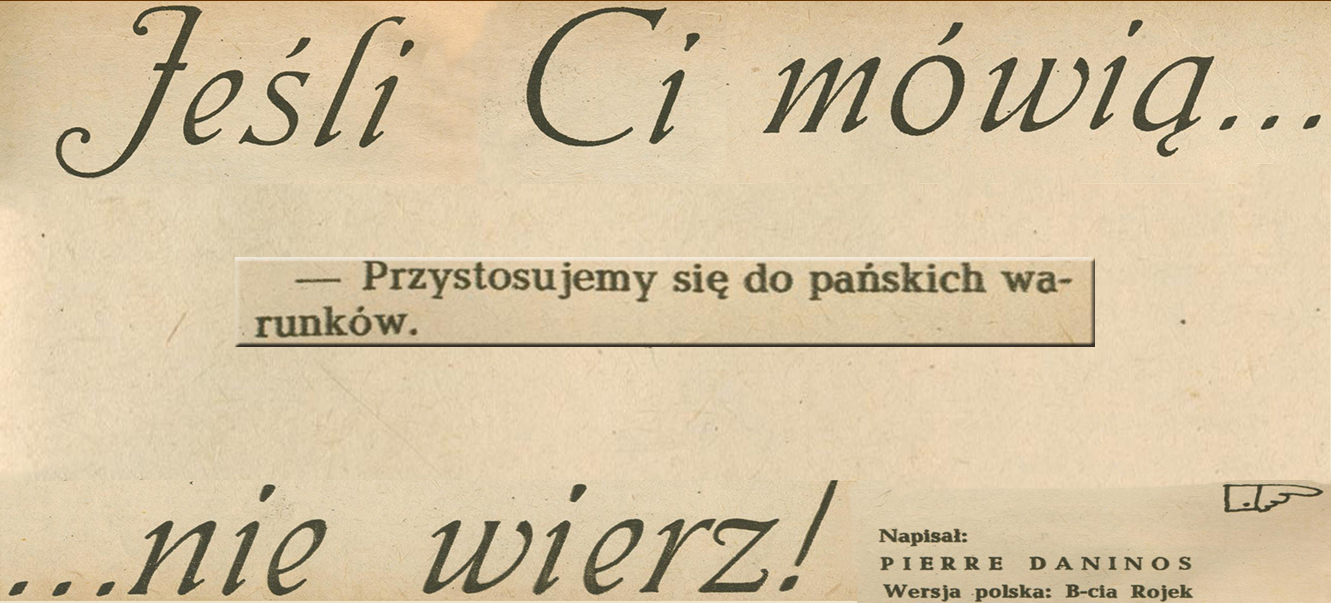 Jeśli Ci mówią...
— Przystosujemy się do pańskich wa-
runków.
...nie wierz!
Napisał:
PIERRE DANINOS
Wersja polska: B-cia Rojek